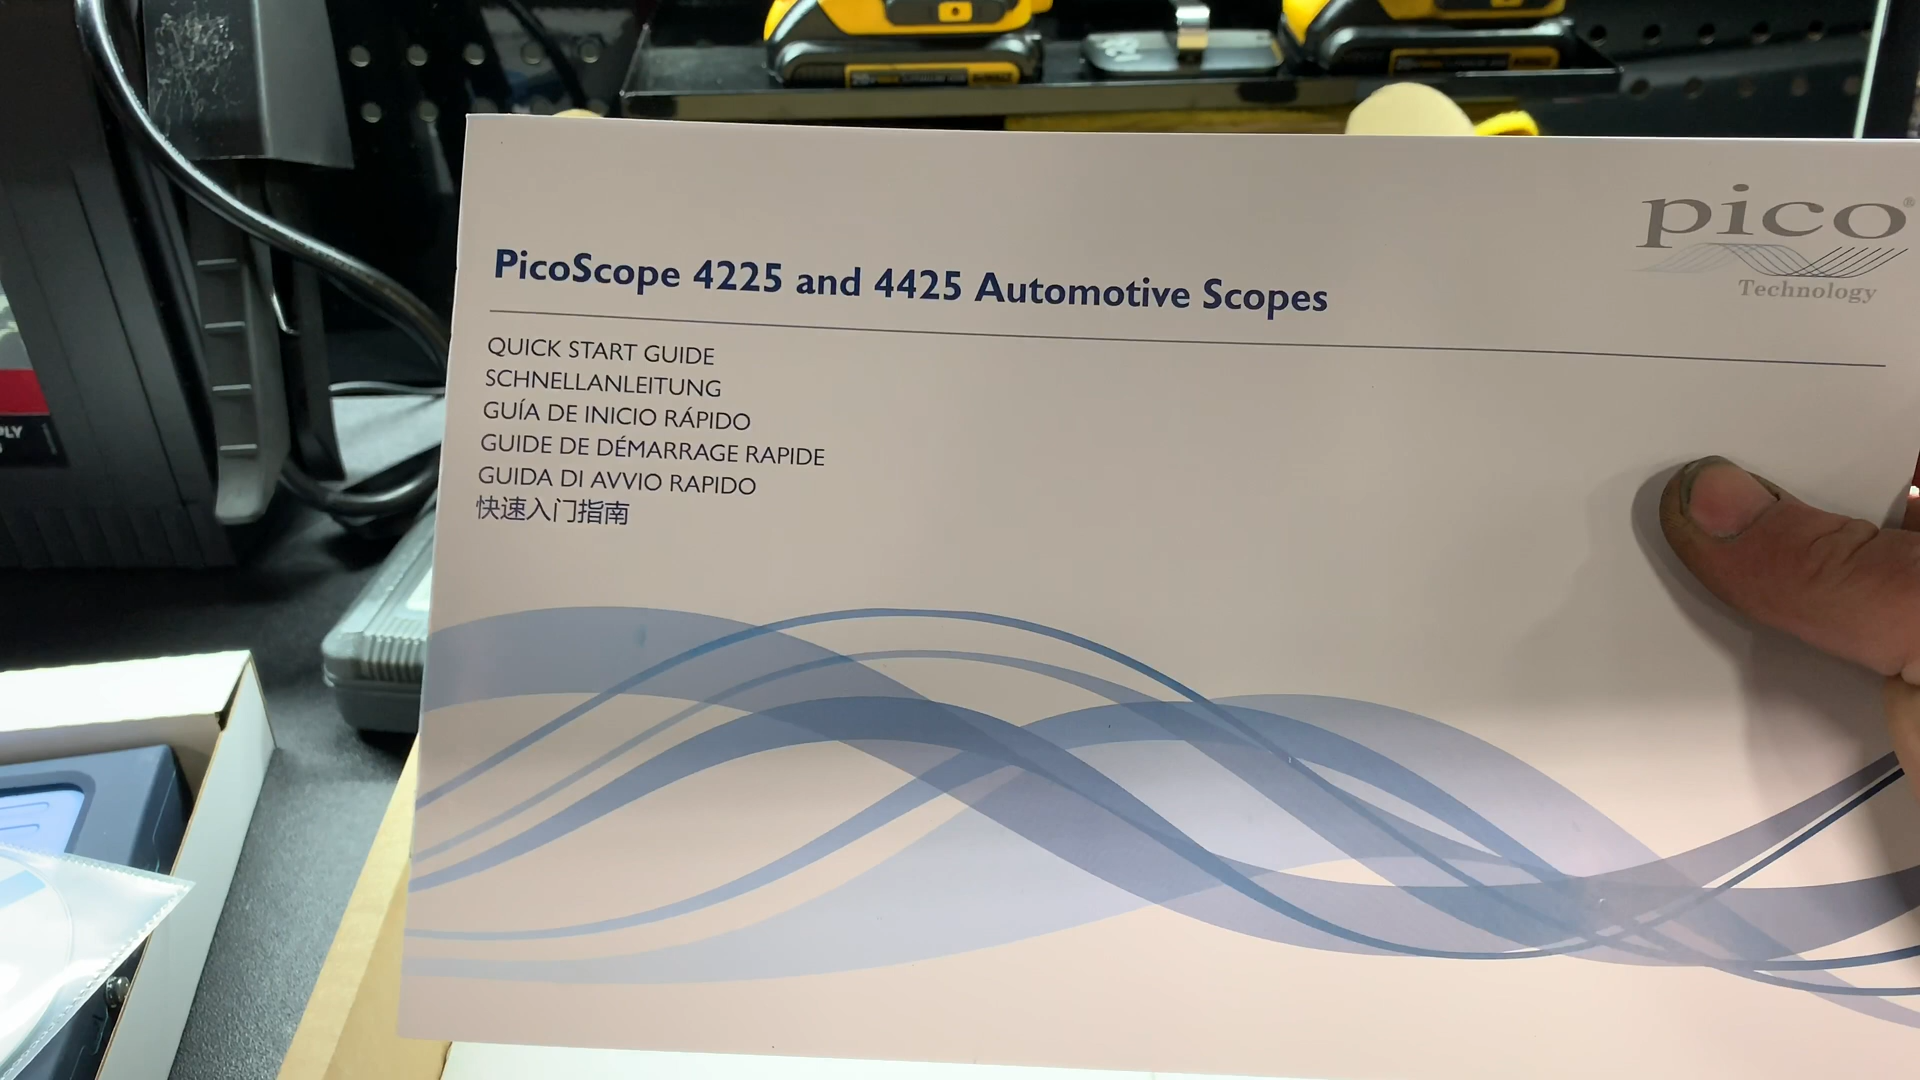 pico®
Technology
PicoScope 4225 and 4425 Automotive Scopes
QUICK START GUIDE
SCHNELLANLEITUNG
GUÍA DE INICIO RÁPIDO
GUIDE DE DÉMARRAGE RAPIDE
GUIDA DI AVVIO RAPIDO
快速入门指南